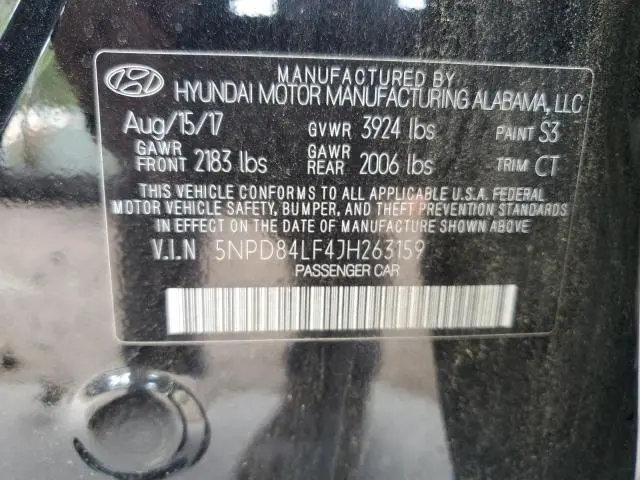 MANUFACTURED BY
HYUNDAI MOTOR MANUFACTURING ALABAMA, LLC
Aug/15/17 GVWR 3924 lbs PAINT S3
GAWR FRONT 2183 lbs GAWR REAR 2006 lbs TRIM CT
THIS VEHICLE CONFORMS TO ALL APPLICABLE U.S.A. FEDERAL
MOTOR VEHICLE SAFETY, BUMPER, AND THEFT PREVENTION STANDARDS
IN EFFECT ON THE DATE OF MANUFACTURE SHOWN ABOVE
V.I.N 5NPD84LF4JH263159
PASSENGER CAR